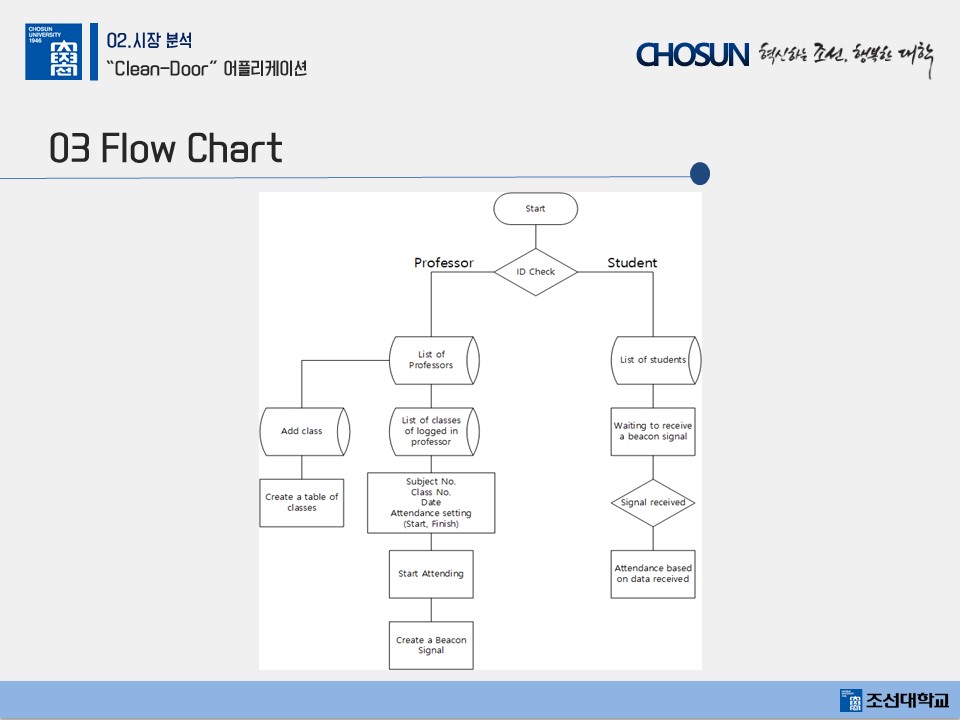 CHOSUN
UNIVERSITY
1946
02.시장 분석
“Clean-Door” 어플리케이션
CHOSUN 혁신하는 조선, 행복한 대학
03 Flow Chart
Start
Professor
ID Check
Student
List of
Professors
List of students
Add class
List of classes
of logged in
professor
Waiting to receive
a beacon signal
Create a table of
classes
Subject No.
Class No.
Date
Attendance setting
(Start, Finish)
Signal received
Start Attending
Attendance based
on data received
Create a Beacon
Signal
조선대학교